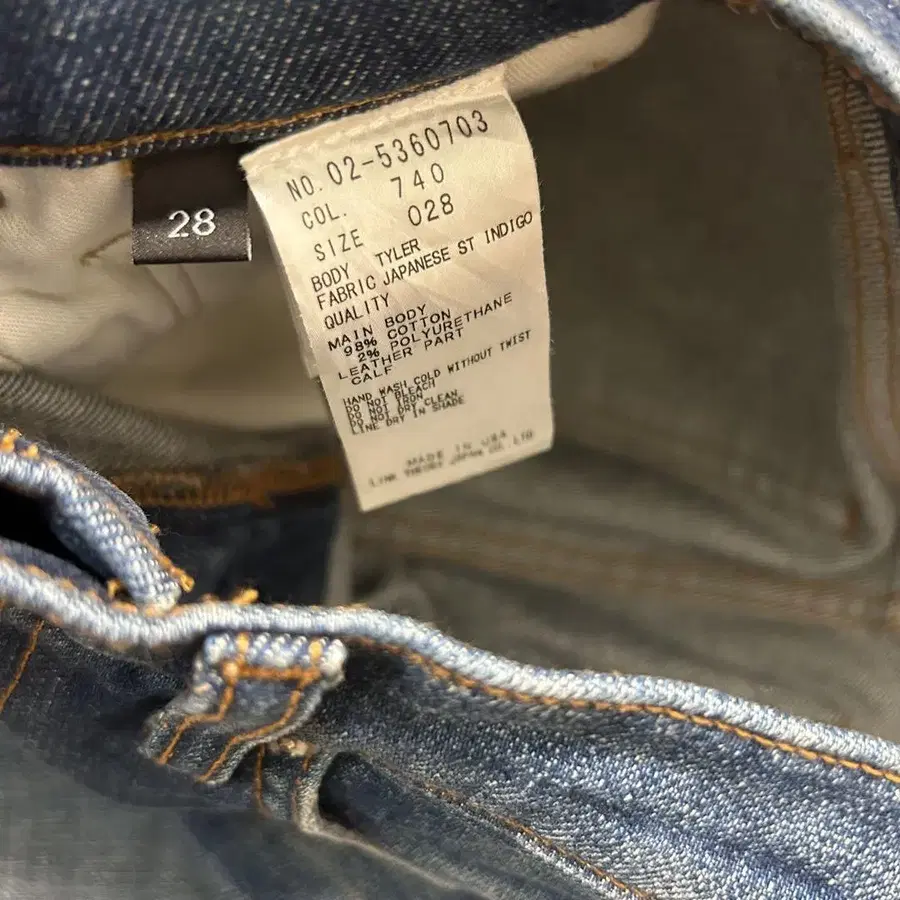 28
NO. 02-5360703
COL. 740
SIZE 028
BODY TYLER
FABRIC JAPANESE ST INDIGO
QUALITY
MAIN BODY
98% COTTON
2% POLYURETHANE
LEATHER PART
CALF
HAND WASH COLD WITHOUT TWIST
DO NOT BLEACH
DO NOT IRON
DO NOT DRY CLEAN
LINE DRY IN SHADE
MADE IN USA
LINK THEORY JAPAN CO. LTD